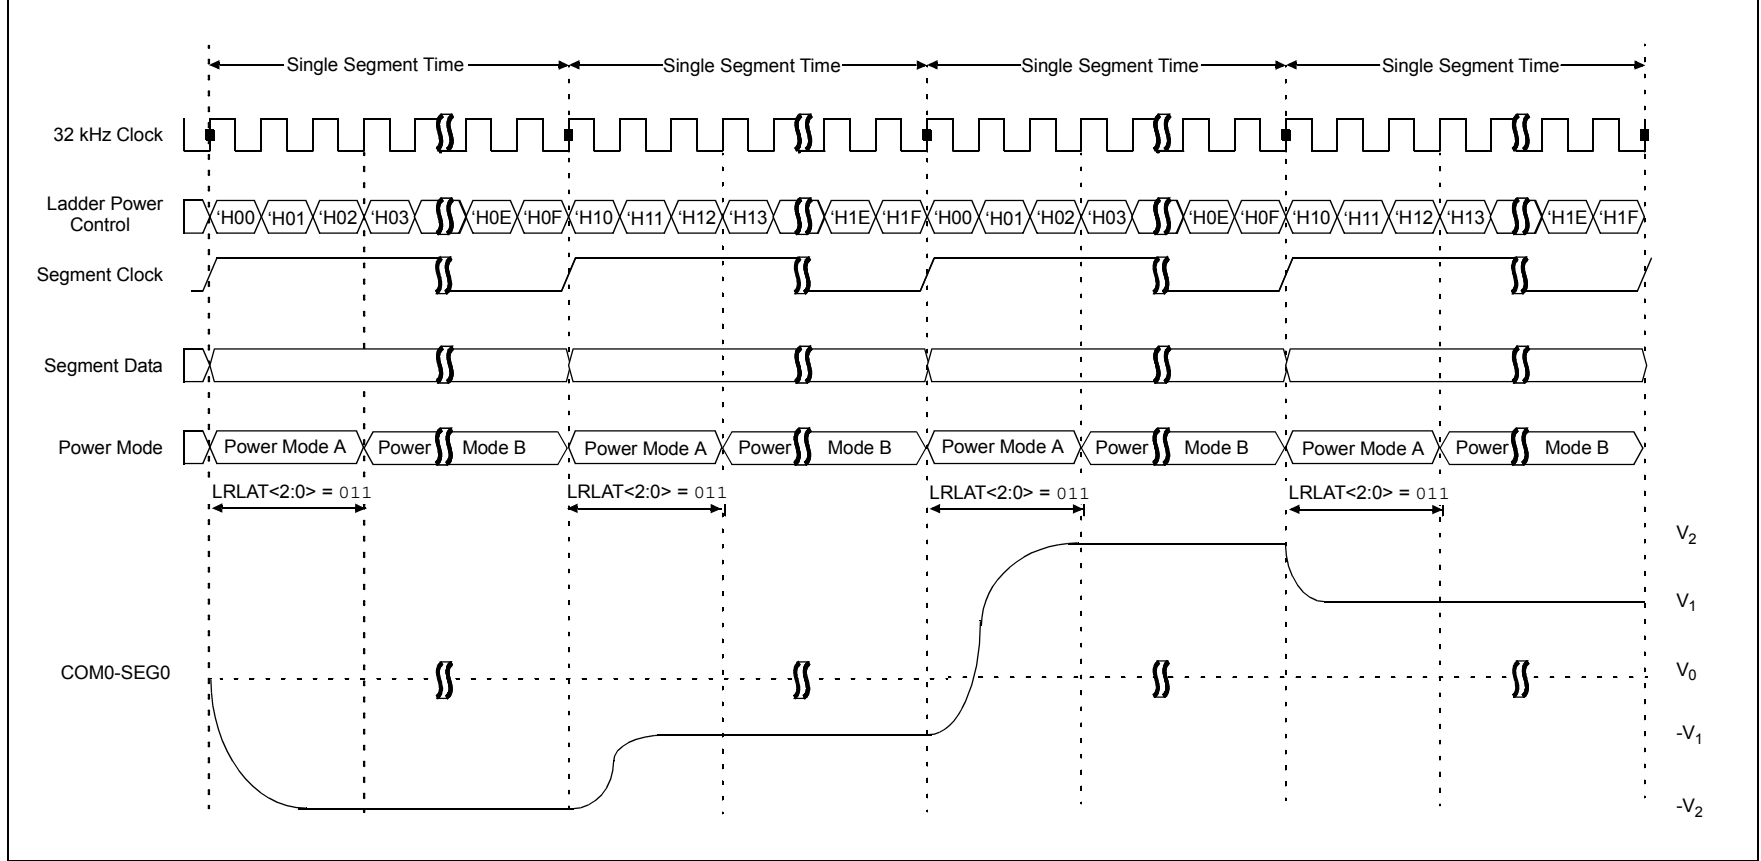 Single Segment Time Single Segment Time Single Segment Time Single Segment Time
32 kHz Clock
Ladder Power
Control
‘H00 ‘H01 ‘H02 ‘H03 ‘H0E ‘H0F ‘H10 ‘H11 ‘H12 ‘H13 ‘H1E ‘H1F ‘H00 ‘H01 ‘H02 ‘H03 ‘H0E ‘H0F ‘H10 ‘H11 ‘H12 ‘H13 ‘H1E ‘H1F
Segment Clock
Segment Data
Power Mode
Power Mode A Power Mode B Power Mode A Power Mode B Power Mode A Power Mode B Power Mode A Power Mode B
LRLAT<2:0> = 011 LRLAT<2:0> = 011 LRLAT<2:0> = 011 LRLAT<2:0> = 011
V2
V1
COM0-SEG0
V0
-V1
-V2